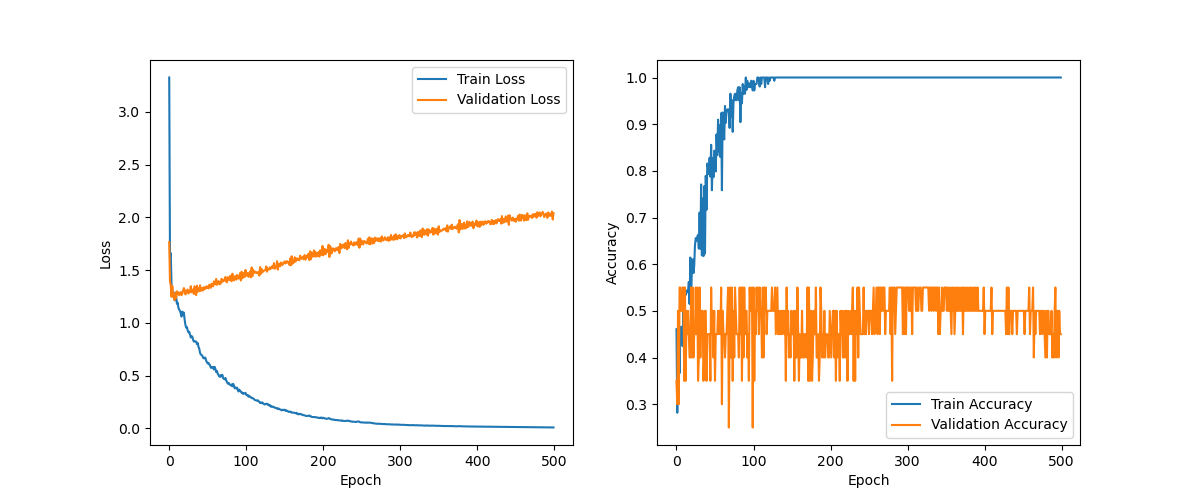 Train Loss
Validation Loss
3.0
2.5
2.0
1.5
1.0
0.5
0.0
Loss
0 100 200 300 400 500
Epoch
1.0
0.9
0.8
0.7
0.6
0.5
0.4
0.3
Accuracy
Train Accuracy
Validation Accuracy
0 100 200 300 400 500
Epoch